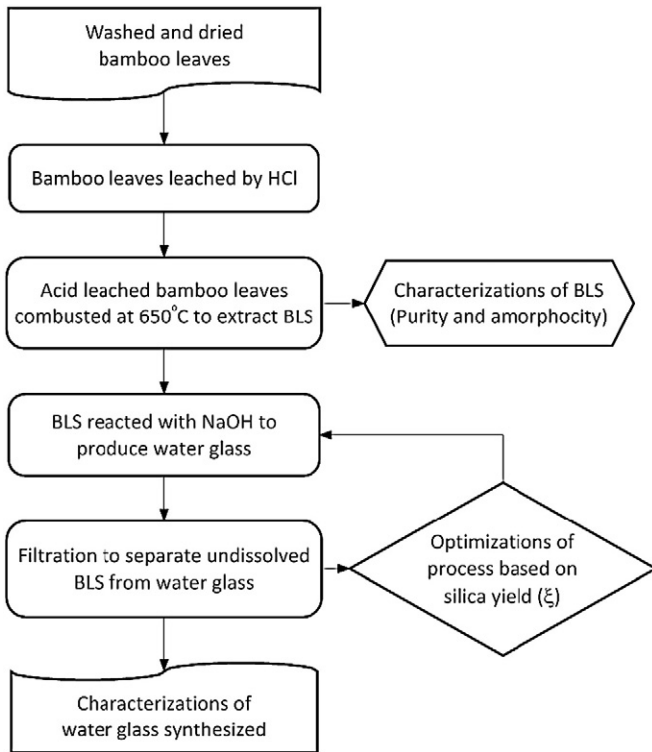 Washed and dried
bamboo leaves
Bamboo leaves leached by HCl
Acid leached bamboo leaves
combusted at 650°C to extract BLS
Characterizations of BLS
(Purity and amorphocity)
BLS reacted with NaOH to
produce water glass
Filtration to separate undissolved
BLS from water glass
Optimizations of
process based on
silica yield (ξ)
Characterizations of
water glass synthesized